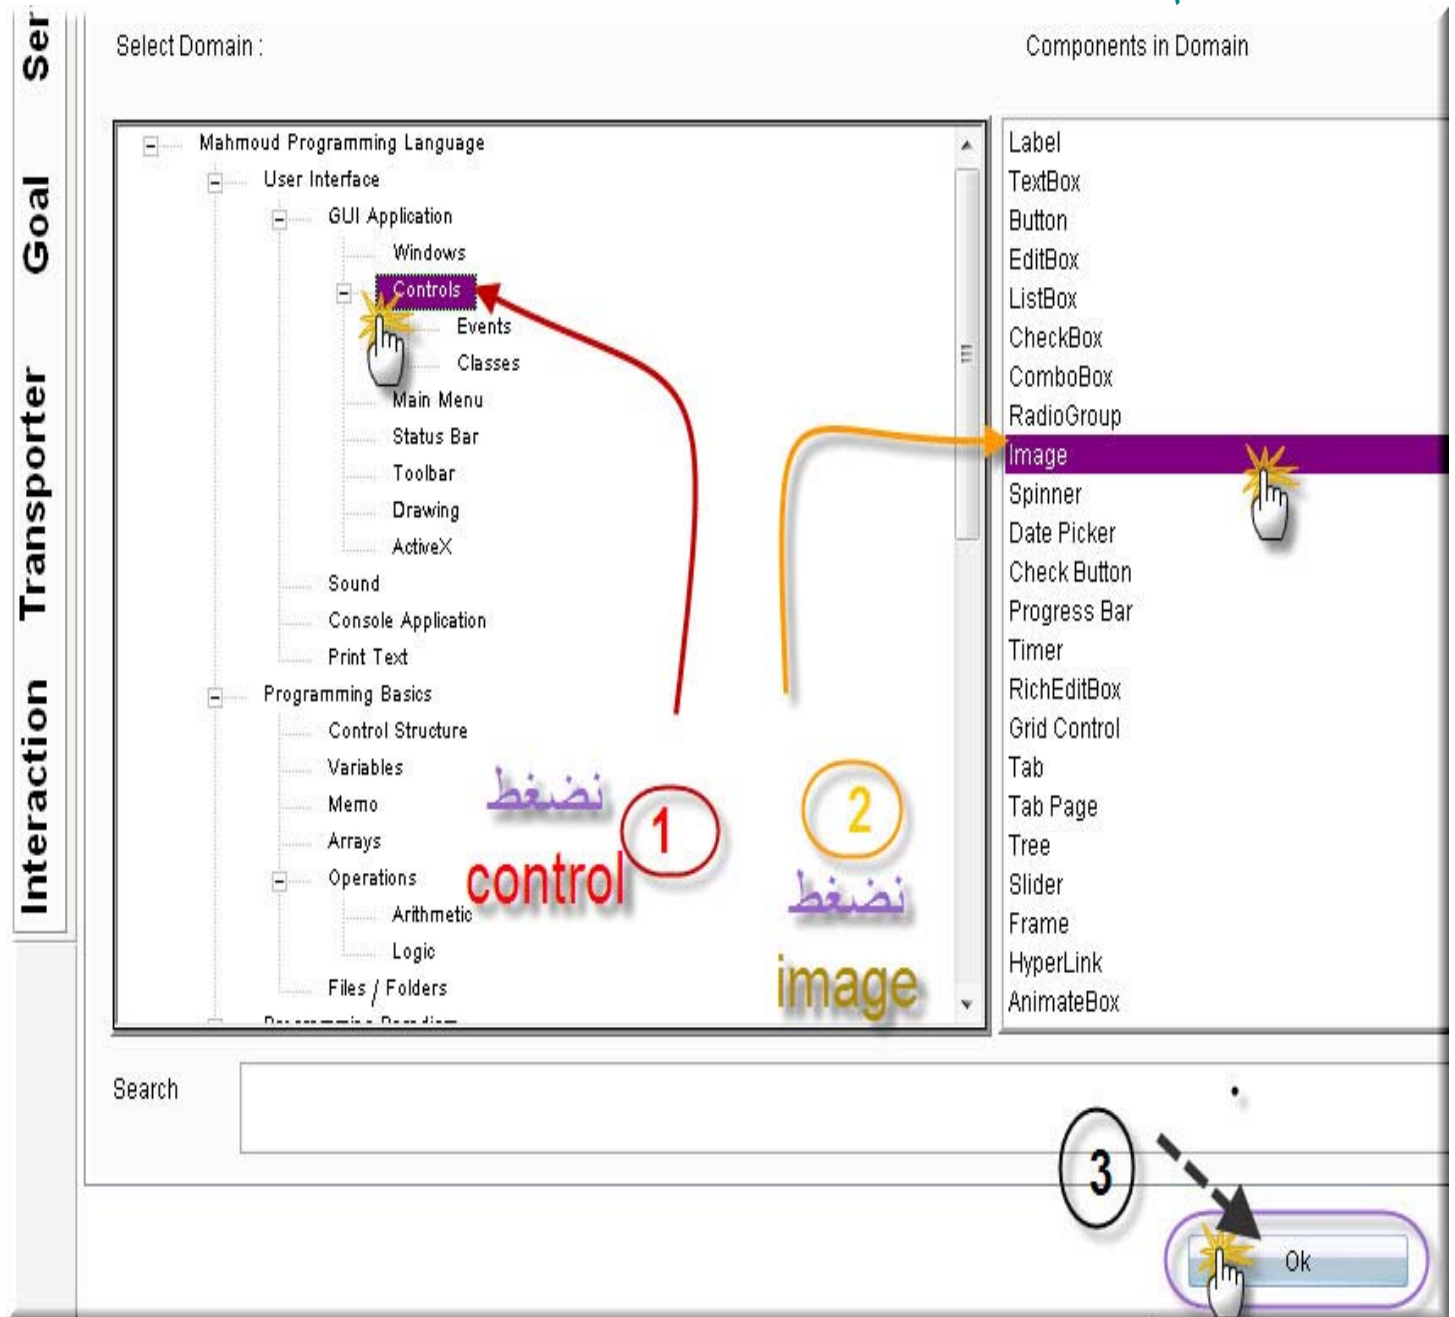 Select Domain :
Components in Domain
Mahmoud Programming Language
User Interface
GUI Application
Windows
Controls
Events
Classes
Main Menu
Status Bar
Toolbar
Drawing
ActiveX
Sound
Console Application
Print Text
Programming Basics
Control Structure
Variables
Memo
Arrays
Operations
Arithmetic
Logic
Files / Folders
Label
TextBox
Button
EditBox
ListBox
CheckBox
ComboBox
RadioGroup
Image
Spinner
Date Picker
Check Button
Progress Bar
Timer
RichEditBox
Grid Control
Tab
Tab Page
Tree
Slider
Frame
HyperLink
AnimateBox
نضغط
1
control
2
نضغط
image
Search
3
Ok
Goal
Transporter
Interaction